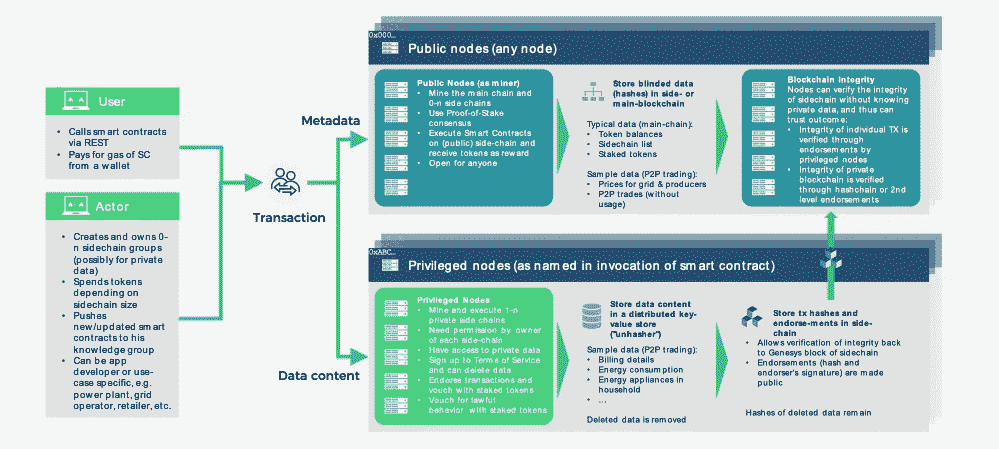 User
• Calls smart contracts
via REST
• Pays for gas of SC
from a wallet
Actor
• Creates and owns 0-
n sidechain groups
(possibly for private
data)
• Spends tokens
depending on
sidechain size
• Pushes
new/updated smart
contracts to his
knowledge group
• Can be app
developer or use-
case specific, e.g.
power plant, grid
operator, retailer, etc.
Transaction
Metadata
Data content
0x000...
Public nodes (any node)
Public Nodes (as miner)
• Mine the main chain and
0-n side chains
• Use Proof-of-Stake
consensus
• Execute Smart Contracts
on (public) side-chain and
receive tokens as reward
• Open for anyone
Store blinded data
(hashes) in side- or
main-blockchain
Typical data (main-chain):
• Token balances
• Sidechain list
• Staked tokens
Sample data (P2P trading):
• Prices for grid & producers
• P2P trades (without
usage)
Blockchain Integrity
Nodes can verify the integrity
of sidechain without knowing
private data, and thus can
trust outcome:
• Integrity of individual TX is
verified through
endorsements by
privileged nodes
• Integrity of private
blockchain is verified
through hashchain or 2nd
level endorsements
0xABC...
Privileged nodes (as named in invocation of smart contract)
Privileged Nodes
• Mine and execute 1-n
private side chains
• Need permission by owner
of each side-chain
• Have access to private data
• Sign up to Terms of Service
and can delete data
• Endorse transactions and
vouch with staked tokens
• Vouch for lawful
behavior with staked tokens
Store data content
in a distributed key-
value store
("unhasher")
Sample data (P2P trading):
• Billing details
• Energy consumption
• Energy appliances in
household
• ...
Deleted data is removed
Store tx hashes and
endorse-ments in side-
chain
• Allows verification of integrity back
to Genesys block of sidechain
• Endorsements (hash and
endorser's signature) are made
public
Hashes of deleted data remain